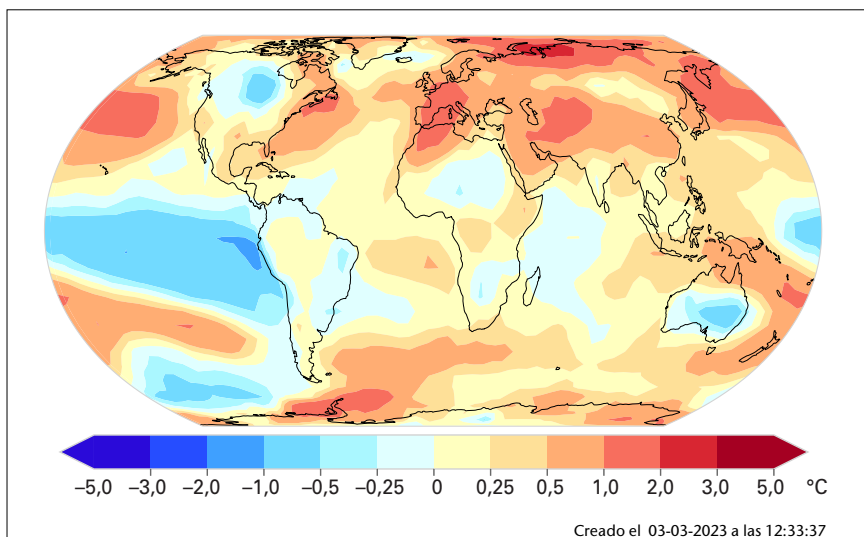 –5,0 –3,0 –2,0 –1,0 –0,5 –0,25 0 0,25 0,5 1,0 2,0 3,0 5,0 °C
Creado el 03-03-2023 a las 12:33:37